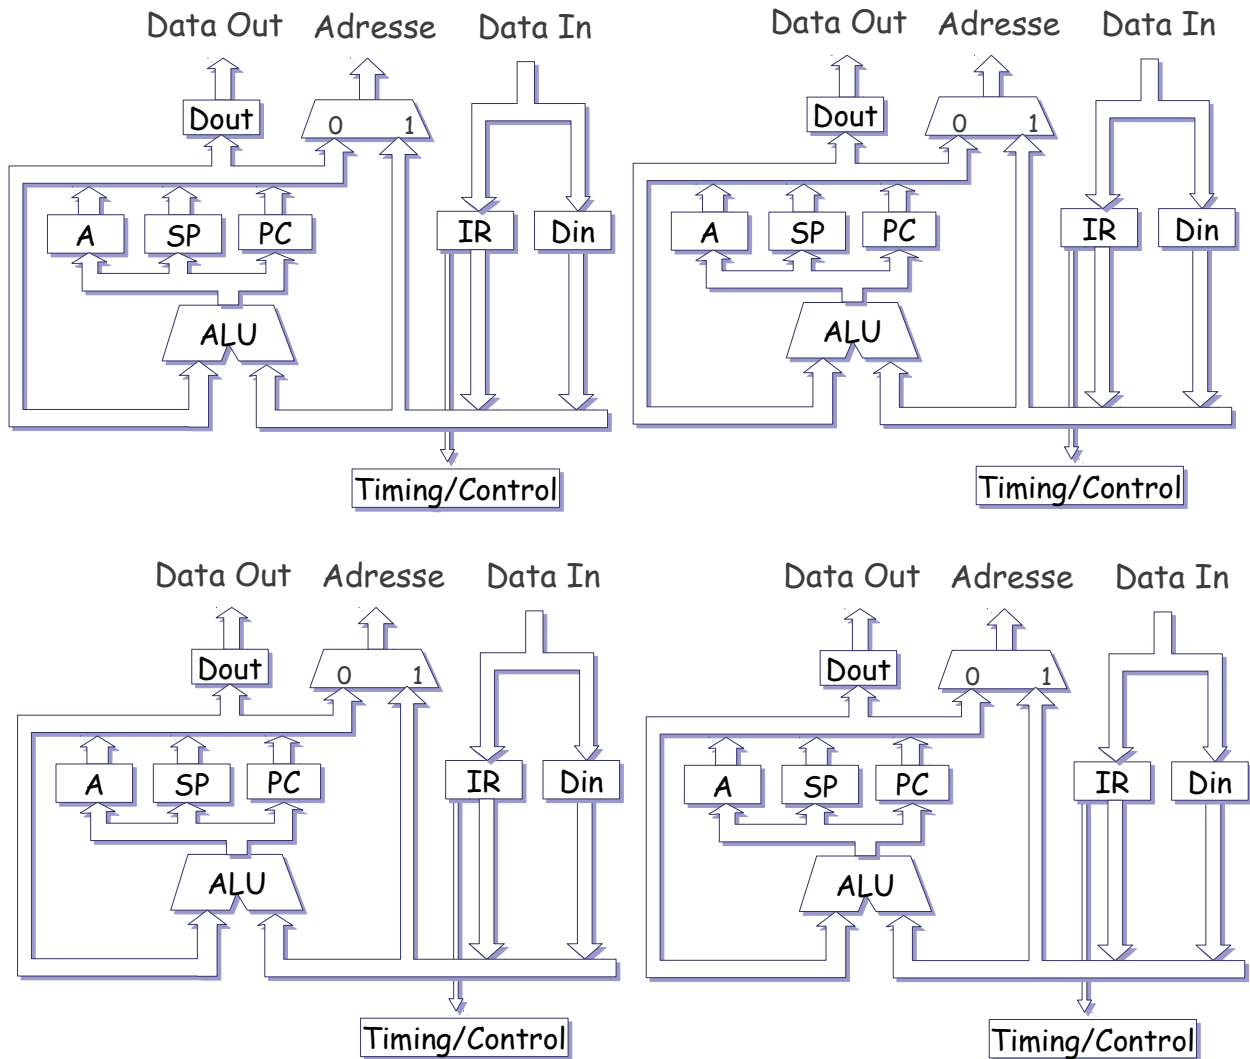 Data Out Adresse Data In
Dout 0 1
A SP PC IR Din
ALU
Timing/Control
Data Out Adresse Data In
Dout 0 1
A SP PC IR Din
ALU
Timing/Control
Data Out Adresse Data In
Dout 0 1
A SP PC IR Din
ALU
Timing/Control
Data Out Adresse Data In
Dout 0 1
A SP PC IR Din
ALU
Timing/Control